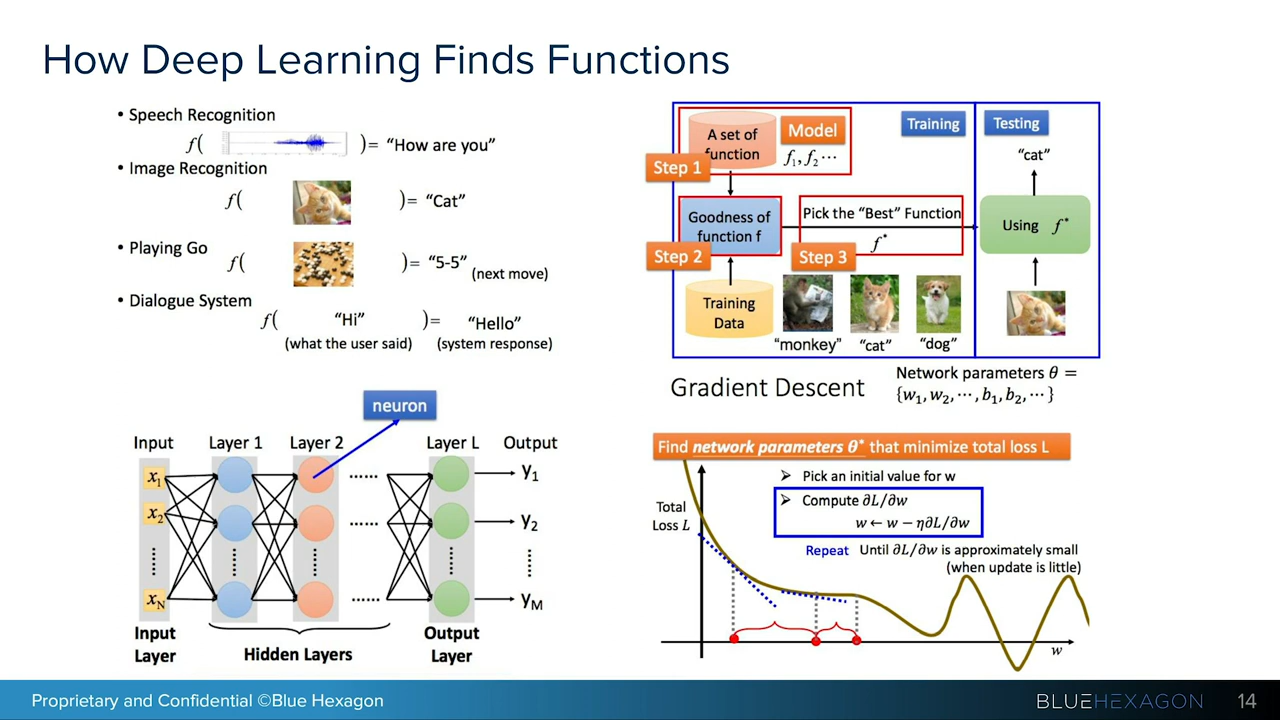 How Deep Learning Finds Functions
• Speech Recognition
f( )= “How are you”
• Image Recognition
f( )= “Cat”
• Playing Go
f( )= “5-5” (next move)
• Dialogue System
f( “Hi” )= “Hello”
(what the user said) (system response)
neuron
Input Layer 1 Layer 2 Layer L Output
x₁ ...... y₁
x₂ ...... y₂
xN ...... yM
Input Layer
Hidden Layers
Output Layer
A set of function
Model
f₁, f₂ ⋯
Step 1
Training
Testing
“cat”
Goodness of function f
Step 2
Pick the “Best” Function
f*
Step 3
Using f*
Training Data
“monkey” “cat” “dog”
Gradient Descent
Network parameters θ =
{w₁, w₂, ⋯, b₁, b₂, ⋯}
Find network parameters θ* that minimize total loss L
Total Loss L
➢ Pick an initial value for w
➢ Compute ∂L/∂w
w ← w − η∂L/∂w
Repeat Until ∂L/∂w is approximately small
(when update is little)
w
Proprietary and Confidential ©Blue Hexagon
BLUEHEXAGON
14